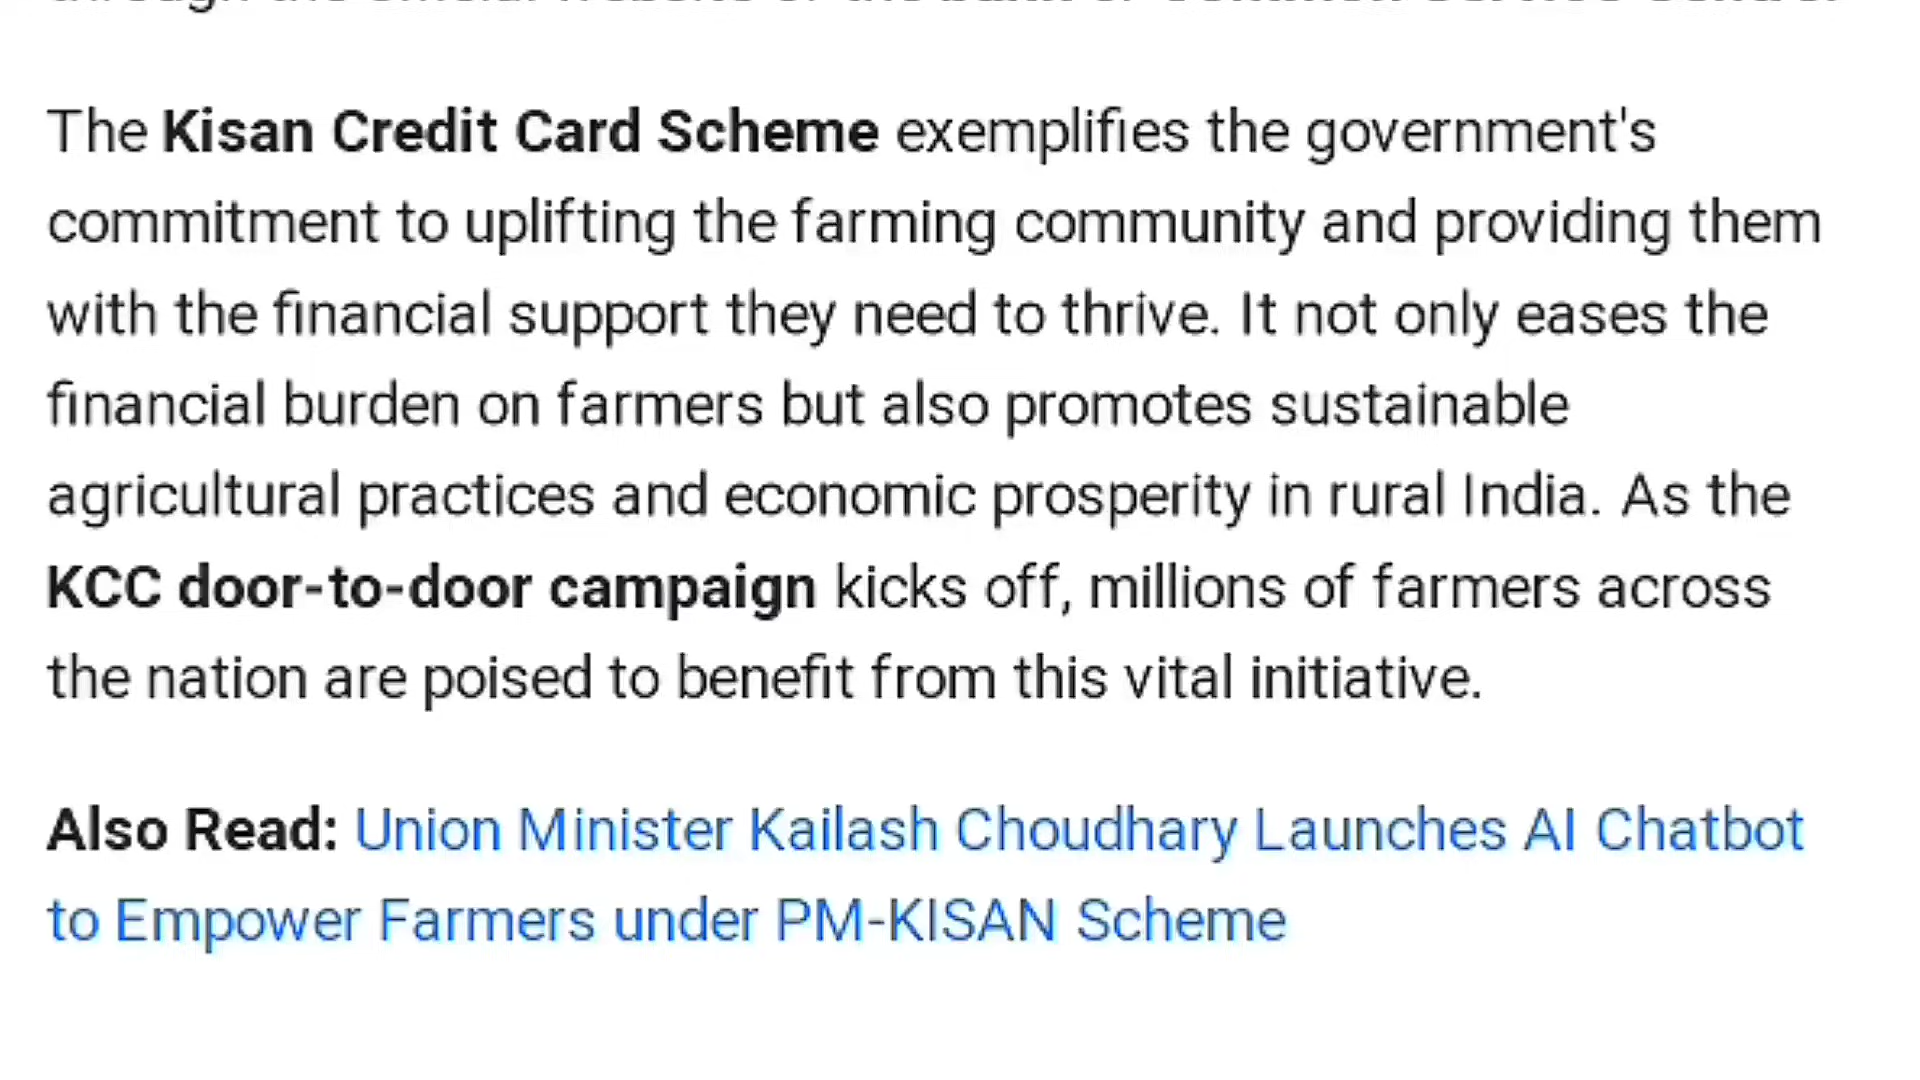 The Kisan Credit Card Scheme exemplifies the government's
commitment to uplifting the farming community and providing them
with the financial support they need to thrive. It not only eases the
financial burden on farmers but also promotes sustainable
agricultural practices and economic prosperity in rural India. As the
KCC door-to-door campaign kicks off, millions of farmers across
the nation are poised to benefit from this vital initiative.
Also Read: Union Minister Kailash Choudhary Launches AI Chatbot
to Empower Farmers under PM-KISAN Scheme